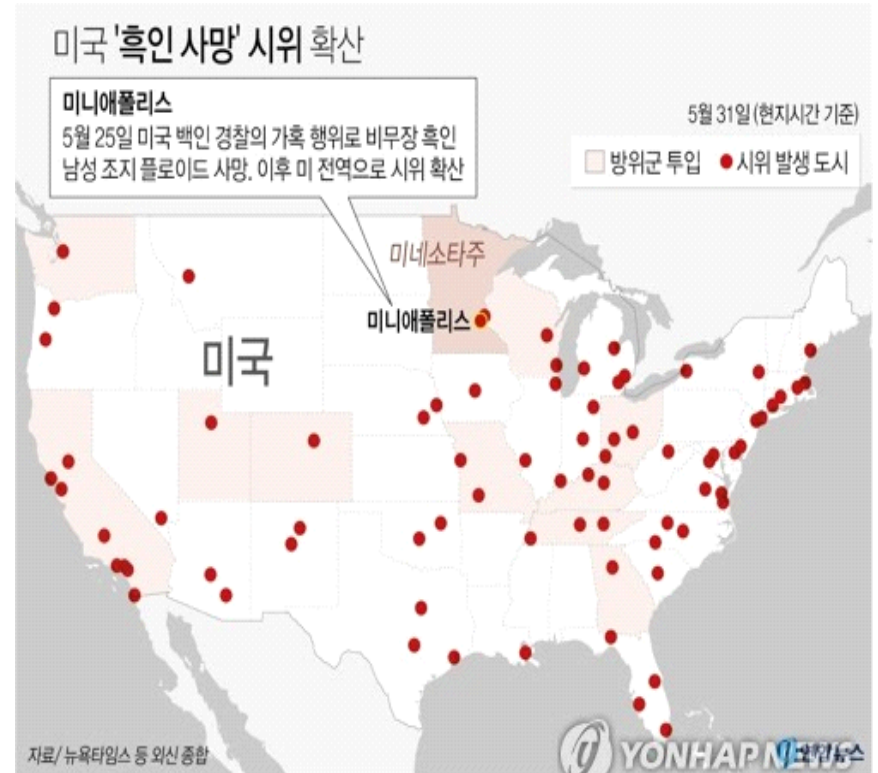 미국 '흑인 사망' 시위 확산
미니애폴리스
5월 25일 미국 백인 경찰의 가혹 행위로 비무장 흑인
남성 조지 플로이드 사망. 이후 미 전역으로 시위 확산
5월 31일 (현지시간 기준)
방위군 투입 시위 발생 도시
미네소타주
미니애폴리스
미국
자료/ 뉴욕타임스 등 외신 종합
YONHAP NEWS
연합뉴스